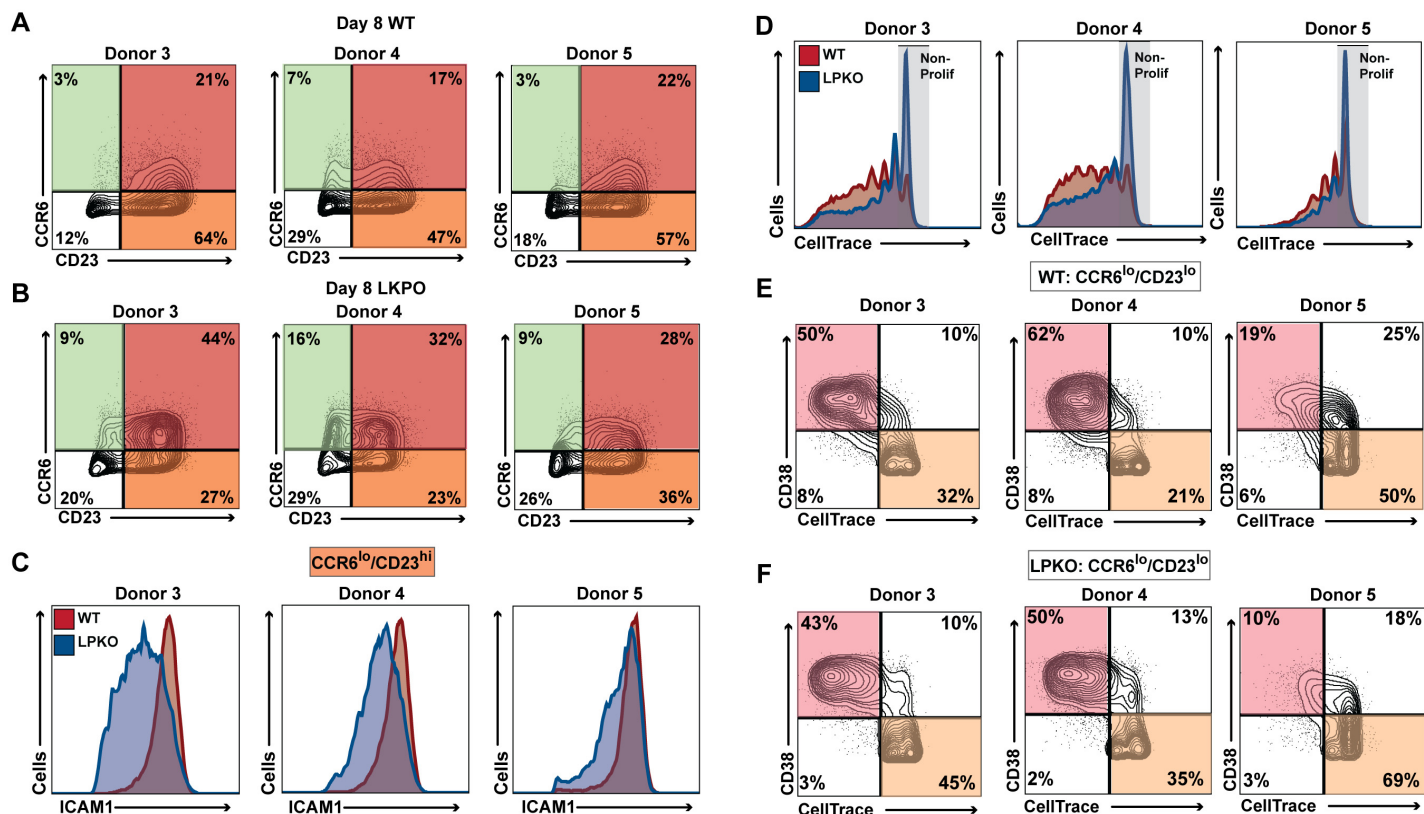 A
Day 8 WT
Donor 3
Donor 4
Donor 5
3%
21%
7%
17%
3%
22%
12%
64%
29%
47%
18%
57%
CCR6
CCR6
CCR6
CD23
CD23
CD23
B
Day 8 LKPO
Donor 3
Donor 4
Donor 5
9%
44%
16%
32%
9%
28%
20%
27%
29%
23%
26%
36%
CCR6
CCR6
CCR6
CD23
CD23
CD23
C
CCR6lo/CD23hi
Donor 3
Donor 4
Donor 5
WT
LPKO
Cells
Cells
Cells
ICAM1
ICAM1
ICAM1
D
Donor 3
Donor 4
Donor 5
WT
LPKO
Non-
Prolif
WT
LPKO
Non-
Prolif
Non-
Prolif
Cells
Cells
Cells
CellTrace
CellTrace
CellTrace
E
WT: CCR6lo/CD23lo
Donor 3
Donor 4
Donor 5
50%
10%
62%
10%
19%
25%
8%
32%
8%
21%
6%
50%
CD38
CD38
CD38
CellTrace
CellTrace
CellTrace
F
LPKO: CCR6lo/CD23lo
Donor 3
Donor 4
Donor 5
43%
10%
50%
13%
10%
18%
3%
45%
2%
35%
3%
69%
CD38
CD38
CD38
CellTrace
CellTrace
CellTrace